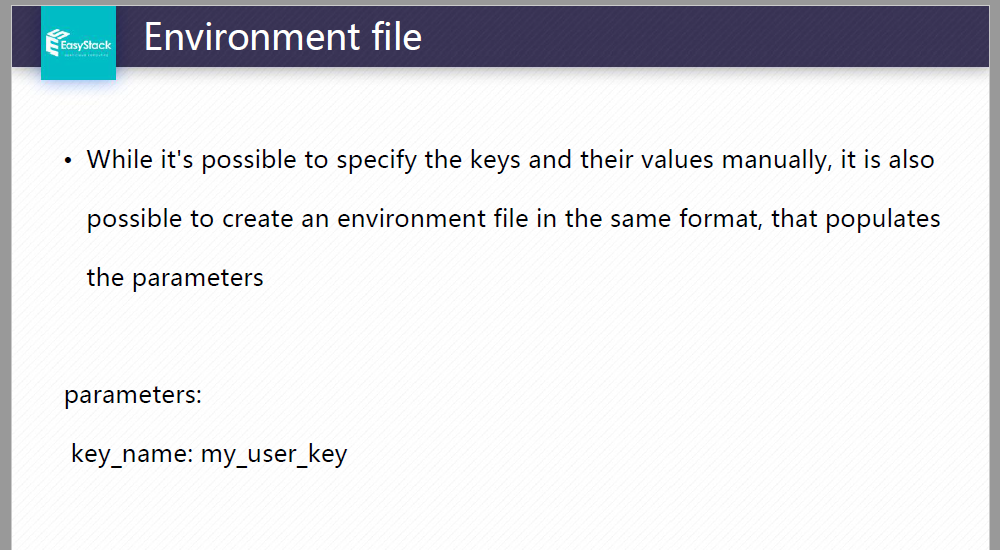 EasyStack
Environment file
• While it's possible to specify the keys and their values manually, it is also
possible to create an environment file in the same format, that populates
the parameters
parameters:
key_name: my_user_key